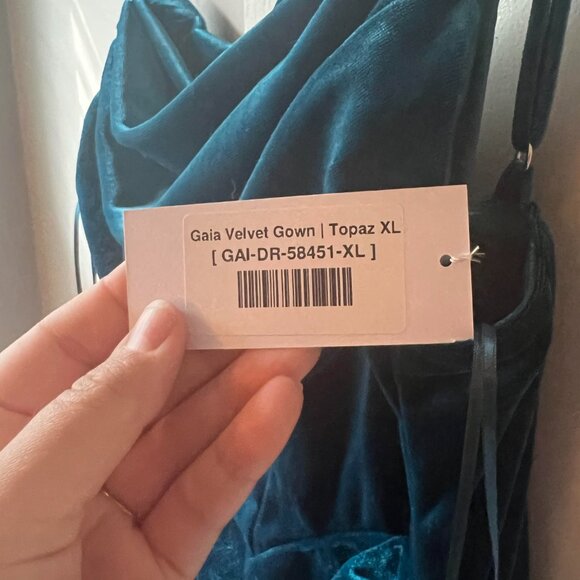 Gaia Velvet Gown | Topaz XL
[ GAI-DR-58451-XL ]